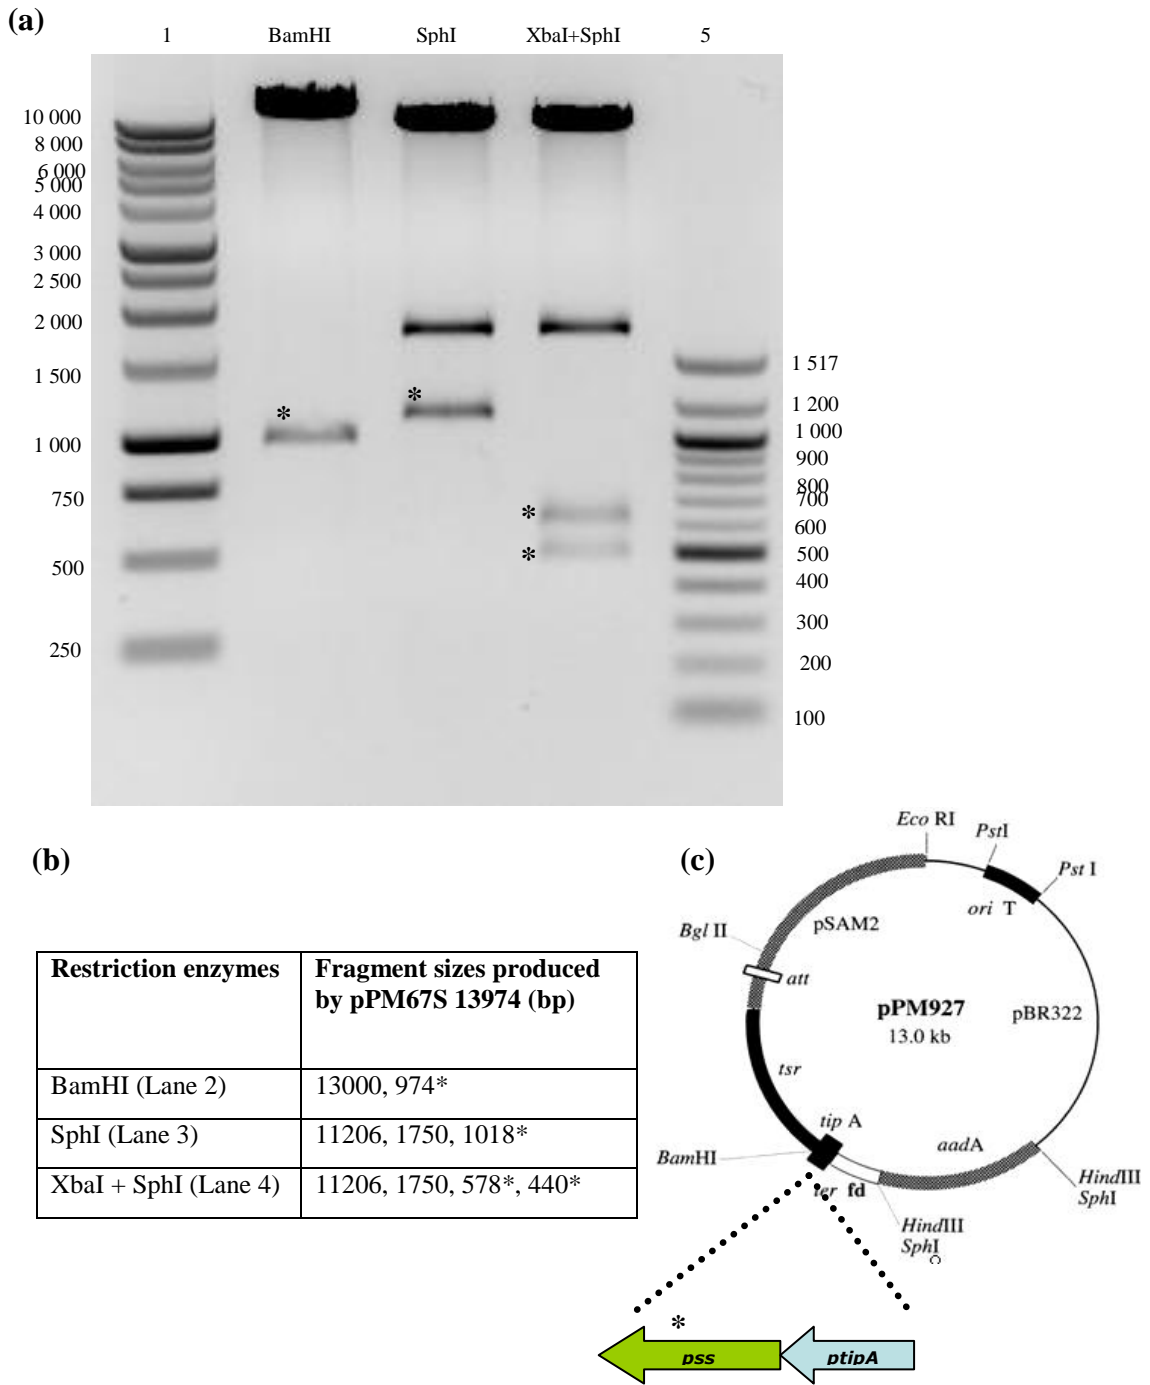 (a)
1 BamHI SphI XbaI+SphI 5
10 000
8 000
6 000
5 000
4 000
3 000
2 500
2 000
1 500
1 000
750
500
250
*
*
*
*
1 517
1 200
1 000
900
800
700
600
500
400
300
200
100
(b)
Restriction enzymes Fragment sizes produced
by pPM67S 13974 (bp)
BamHI (Lane 2) 13000, 974*
SphI (Lane 3) 11206, 1750, 1018*
XbaI + SphI (Lane 4) 11206, 1750, 578*, 440*
(c)
Eco RI
PstI
Pst I
ori T
pSAM2
Bgl II
att
pPM927
13.0 kb
pBR322
tsr
tip A
aadA
BamHI
ter fd
HindIII
SphI
HindIII
SphI
*
pss
ptipA